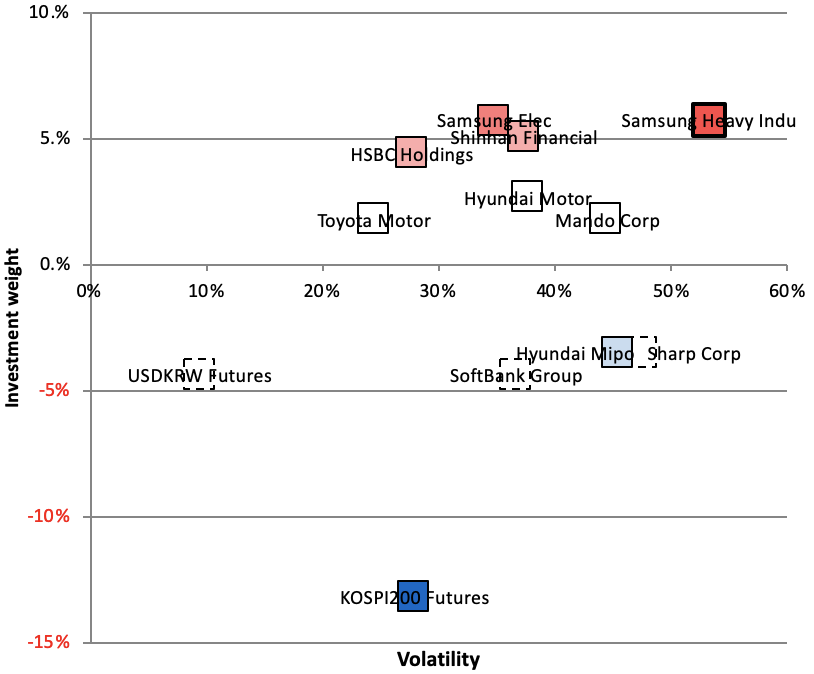 10.%
Samsung Elec
Samsung Heavy Indu
5.%
Shinhan Financial
HSBC Holdings
Hyundai Motor
Toyota Motor
Mando Corp
0.%
0%
10%
20%
30%
40%
50%
60%
Investment weight
Hyundai Mipo
Sharp Corp
USDKRW Futures
SoftBank Group
-5%
-10%
KOSPI200 Futures
-15%
Volatility